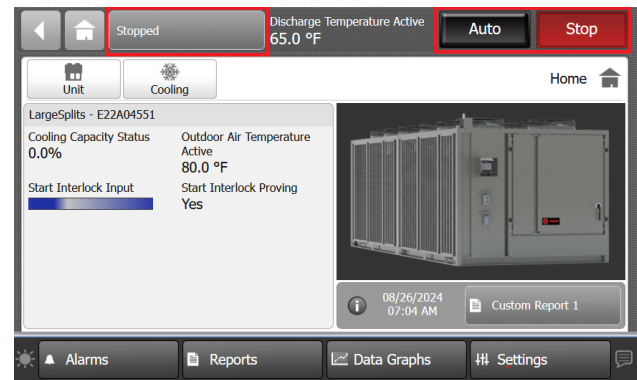 Stopped
Discharge Temperature Active
65.0 °F
Auto
Stop
Unit
Cooling
Home
LargeSplits - E22A04551
Cooling Capacity Status
0.0%
Outdoor Air Temperature
Active
80.0 °F
Start Interlock Input
Start Interlock Proving
Yes
08/26/2024
07:04 AM
Custom Report 1
Alarms
Reports
Data Graphs
Settings